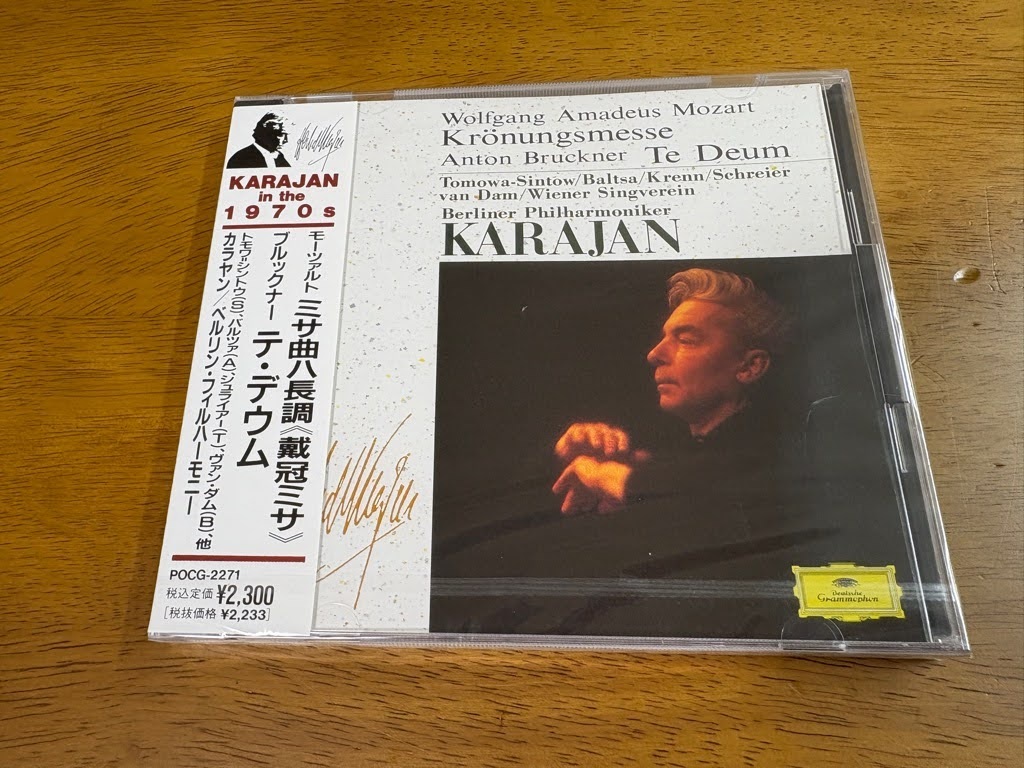 KARAJAN
in the
1970s
モーツァルト ミサ曲ハ長調《戴冠ミサ》
ブルックナー テ・デウム
トモワ=シントウ(S)、バルツァ(A)、シュライアー(T)、ヴァン・ダム(B)、他
カラヤン/ベルリン・フィルハーモニー
POCG-2271
税込定価 ¥2,300
[税抜価格 ¥2,233]
Wolfgang Amadeus Mozart
Krönungsmesse
Anton Bruckner Te Deum
Tomowa-Sintow/Baltsa/Krenn/Schreier
van Dam/Wiener Singverein
Berliner Philharmoniker
KARAJAN
Deutsche
Grammophon